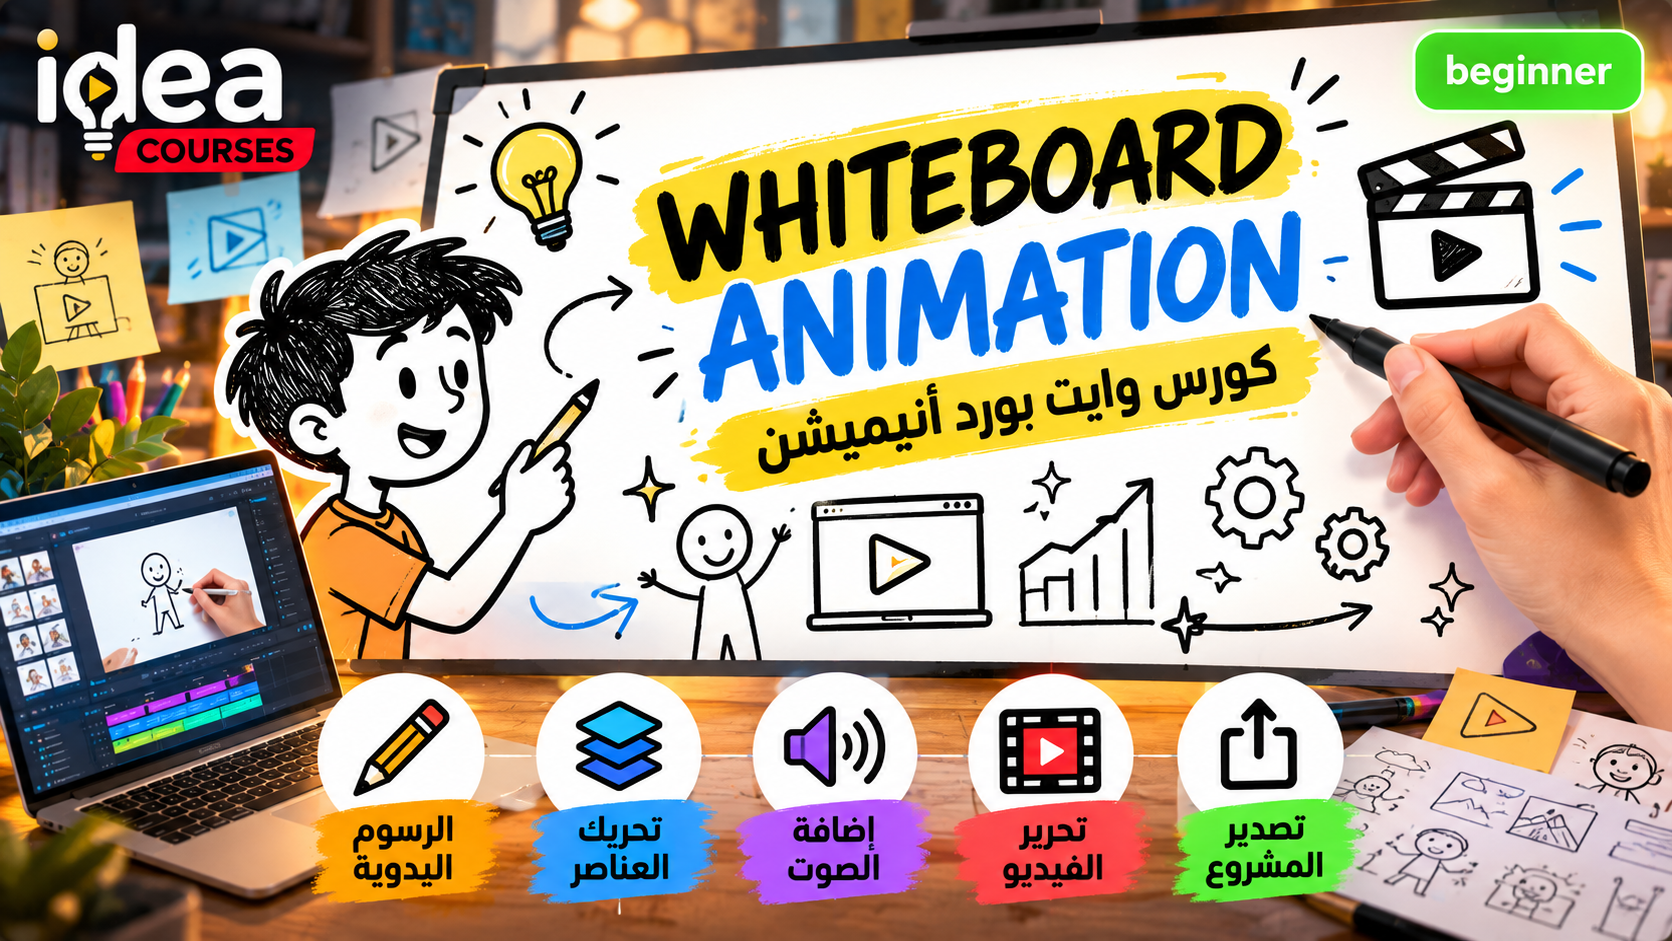 idea
COURSES
beginner
WHITEBOARD
ANIMATION
كورس وايت بورد أنيميشن
الرسوم
اليدوية
تحريك
العناصر
إضافة
الصوت
تحرير
الفيديو
تصدير
المشروع